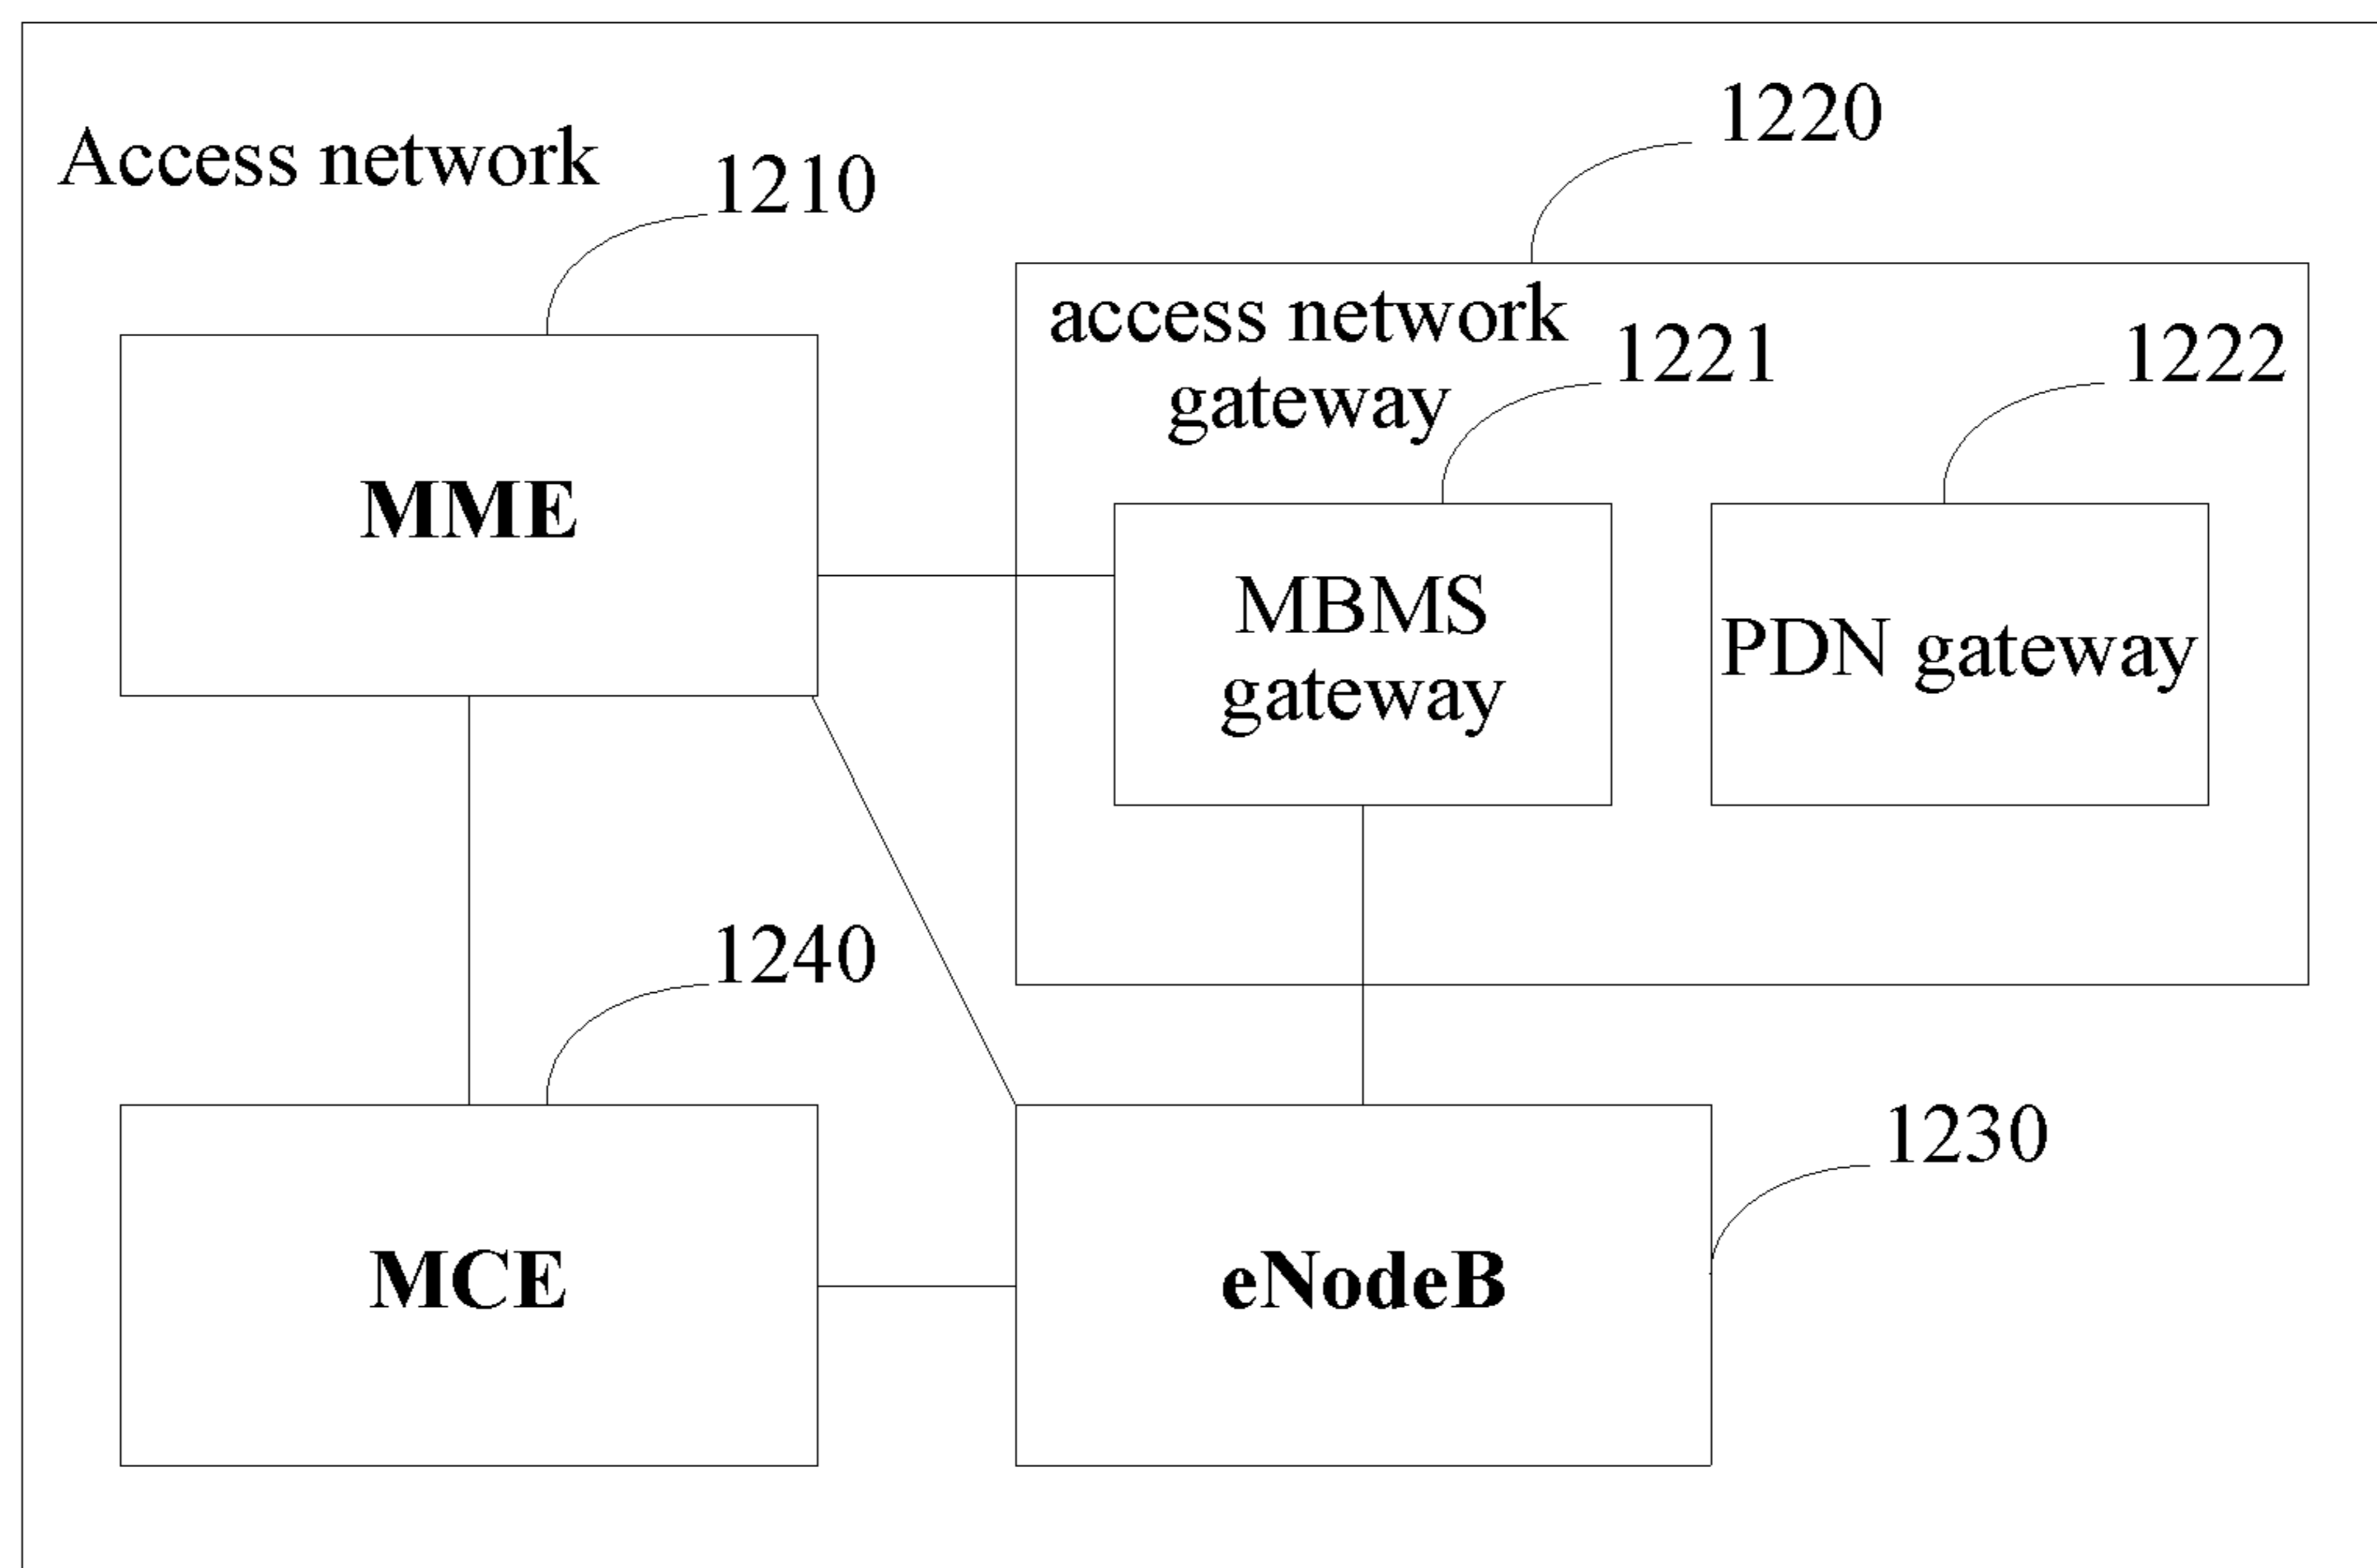 1220
Access network
1210
access network
gateway
1221
1222
MME
MBMS
gateway
PDN gateway
1240
1230
MCE
eNodeB